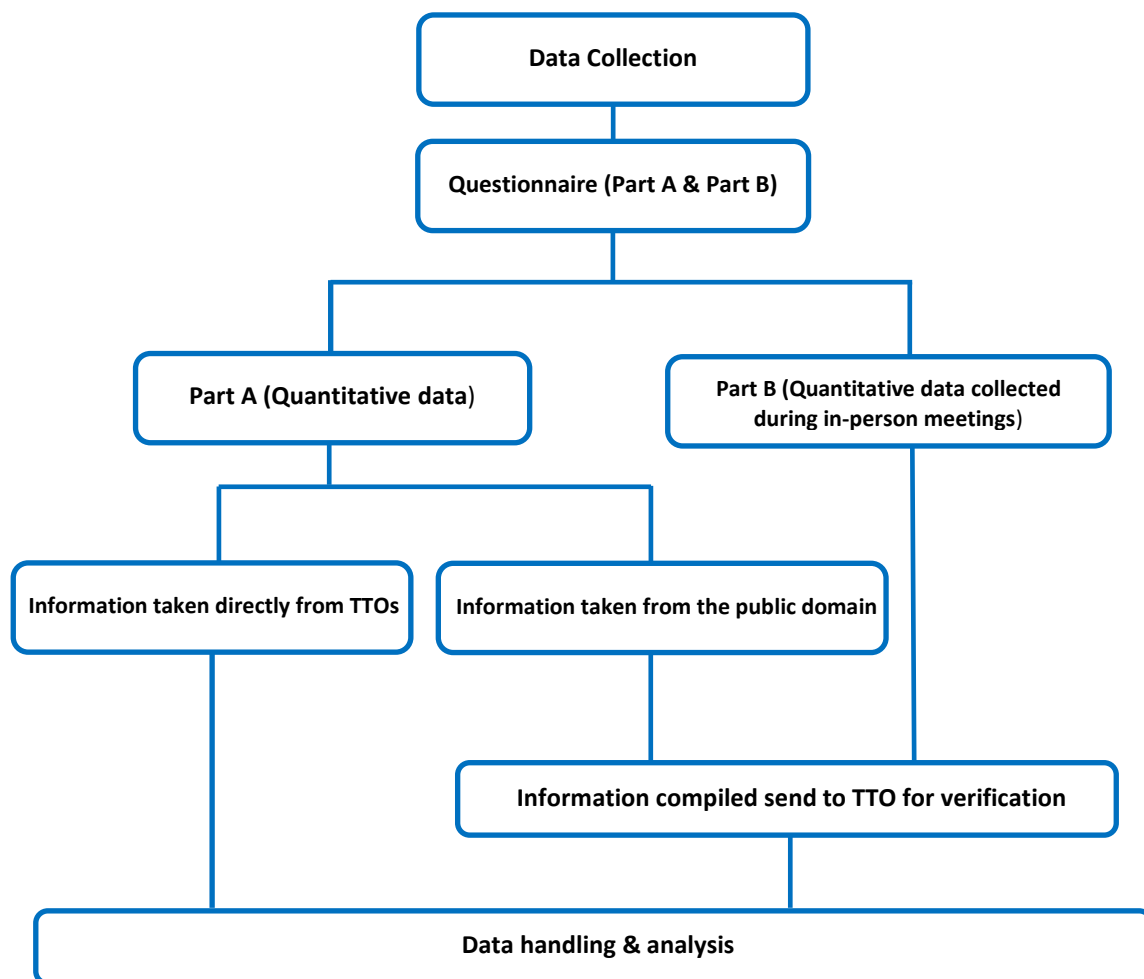 Data Collection
Questionnaire (Part A & Part B)
Part A (Quantitative data)
Part B (Quantitative data collected
during in-person meetings)
Information taken directly from TTOs
Information taken from the public domain
Information compiled send to TTO for verification
Data handling & analysis